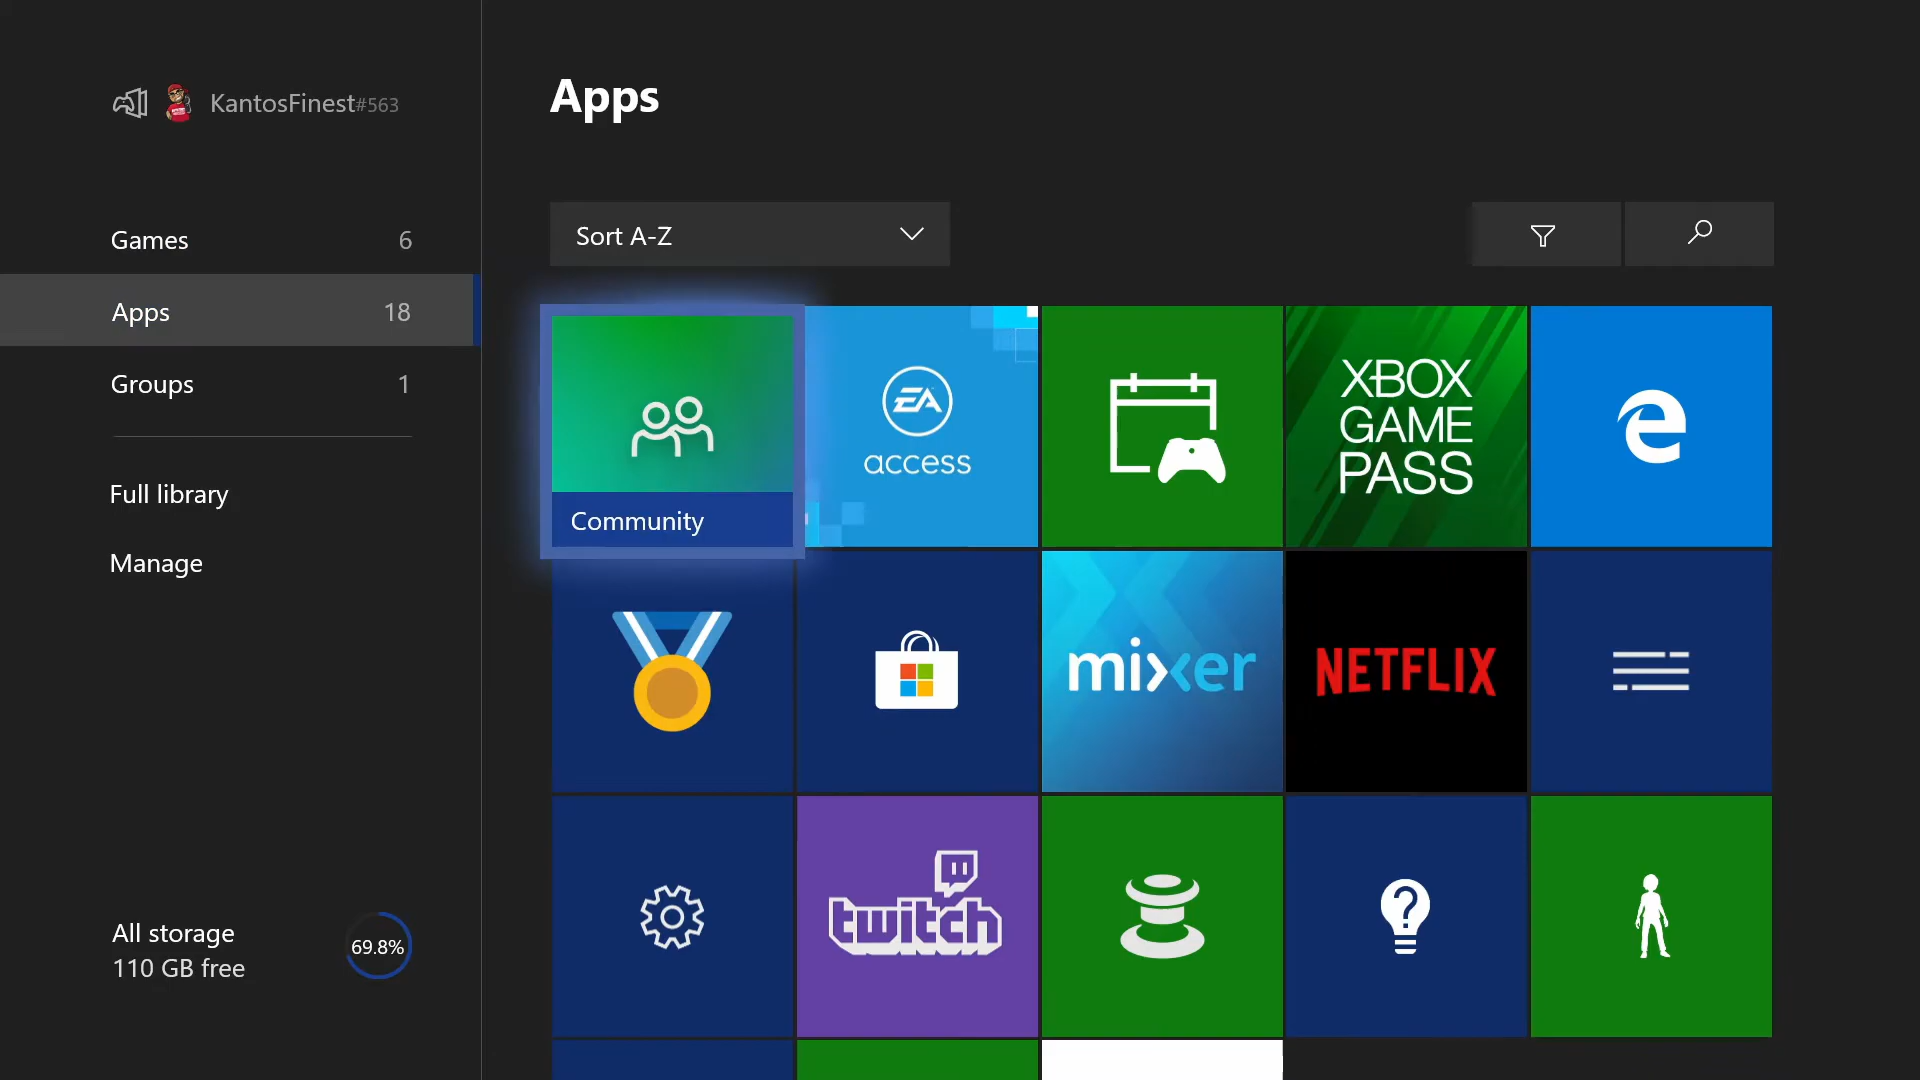 KantosFinest#563
Games 6
Apps 18
Groups 1
Full library
Manage
All storage
110 GB free
69.8%
Apps
Sort A-Z
Community
EA
access
XBOX
GAME
PASS
mixer
NETFLIX
twitch